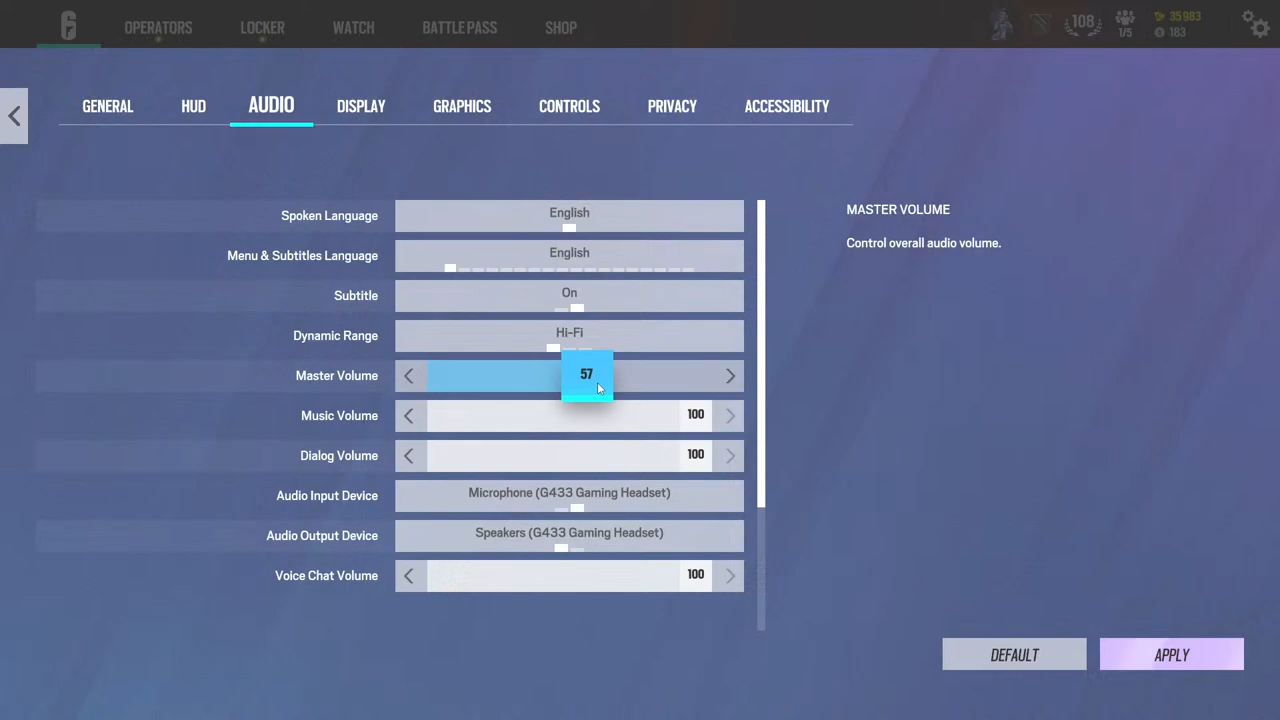 6 OPERATORS LOCKER WATCH BATTLE PASS SHOP 108 1/5 35 983 183
GENERAL HUD AUDIO DISPLAY GRAPHICS CONTROLS PRIVACY ACCESSIBILITY
Spoken Language English
Menu & Subtitles Language English
Subtitle On
Dynamic Range Hi-Fi
Master Volume 57
Music Volume 100
Dialog Volume 100
Audio Input Device Microphone (G433 Gaming Headset)
Audio Output Device Speakers (G433 Gaming Headset)
Voice Chat Volume 100
MASTER VOLUME
Control overall audio volume.
DEFAULT APPLY